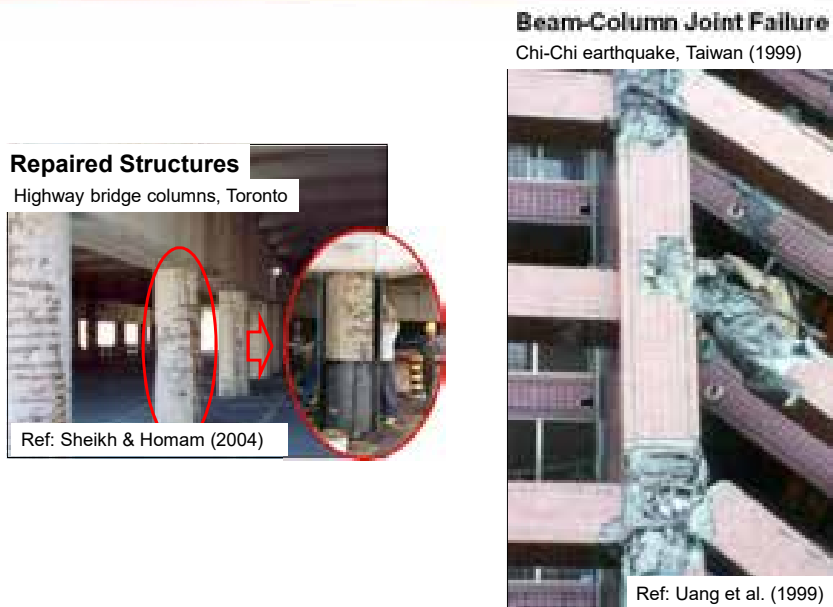 Beam-Column Joint Failure
Chi-Chi earthquake, Taiwan (1999)
Repaired Structures
Highway bridge columns, Toronto
Ref: Sheikh & Homam (2004)
Ref: Uang et al. (1999)